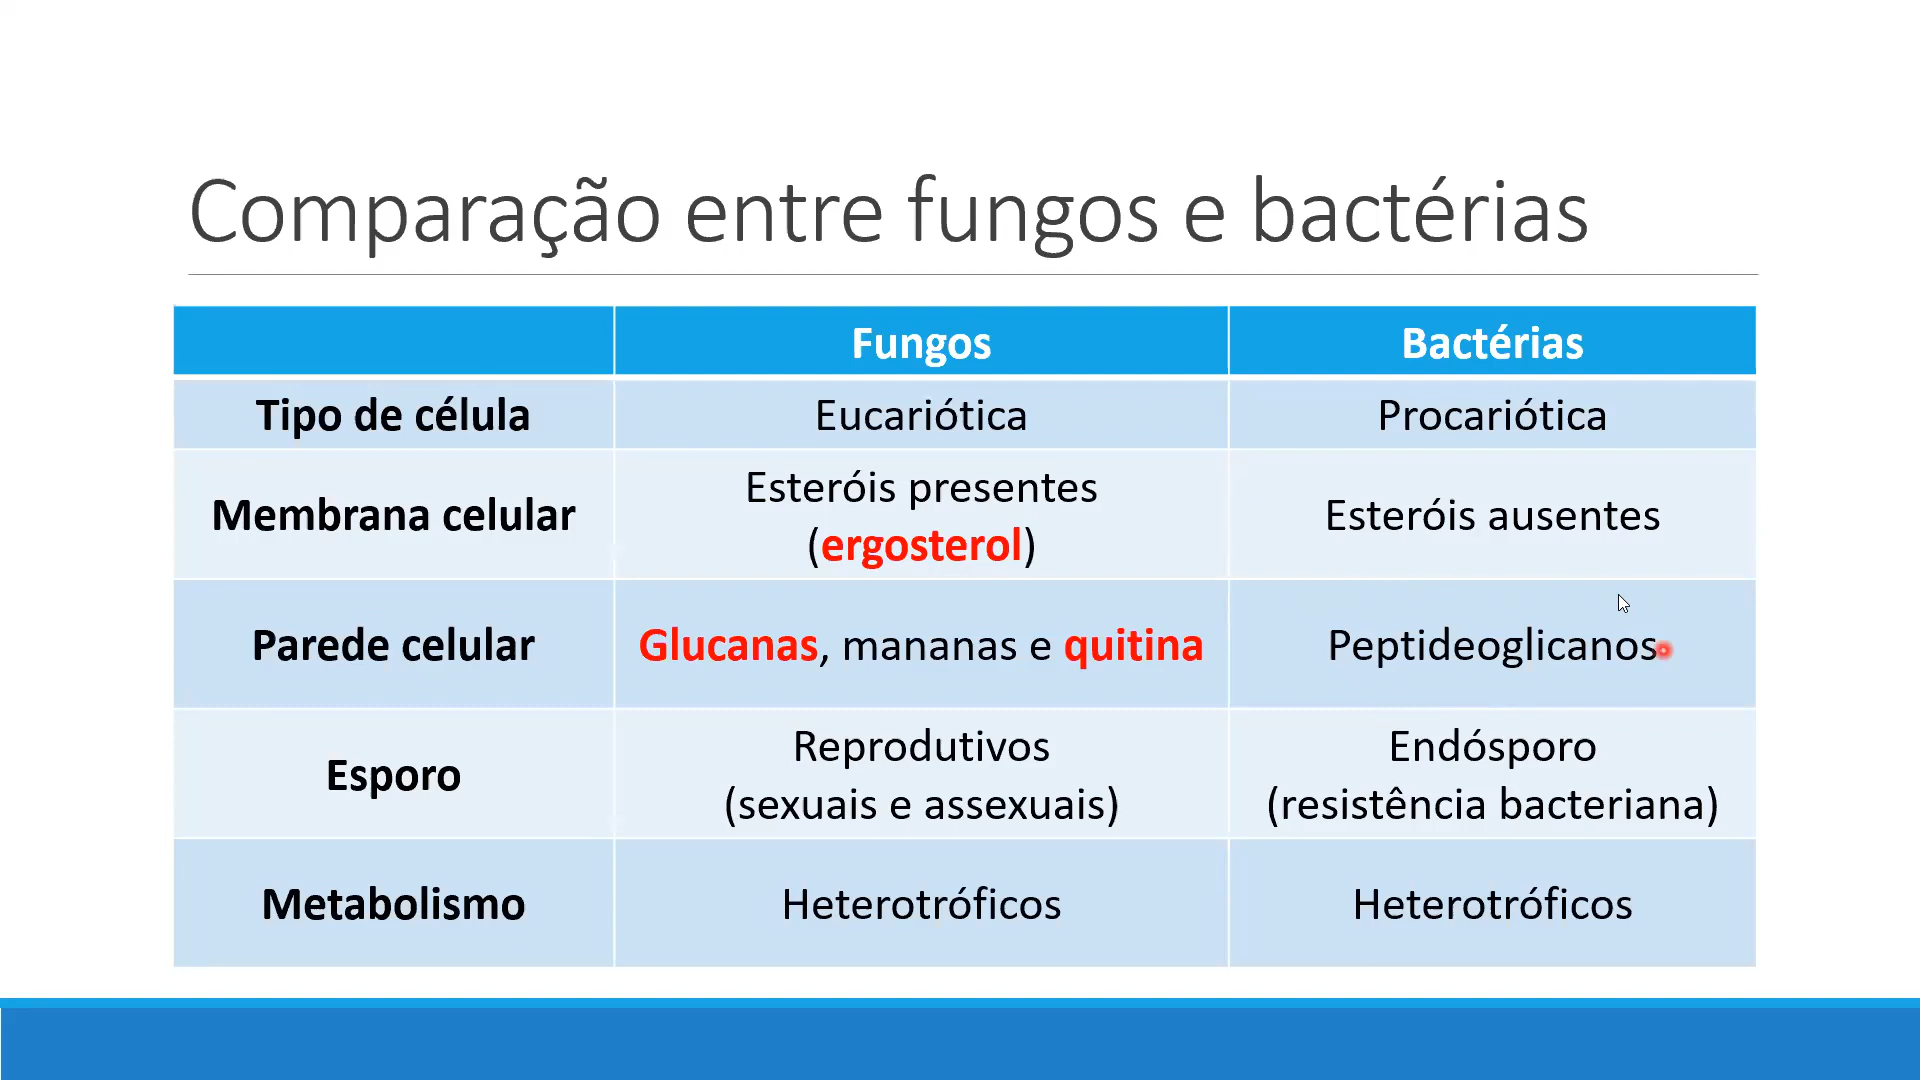 Comparação entre fungos e bactérias
Fungos
Bactérias
Tipo de célula
Eucariótica
Procariótica
Membrana celular
Esteróis presentes
(ergosterol)
Esteróis ausentes
Parede celular
Glucanas, mananas e quitina
Peptideoglicanos
Esporo
Reprodutivos
(sexuais e assexuais)
Endósporo
(resistência bacteriana)
Metabolismo
Heterotróficos
Heterotróficos